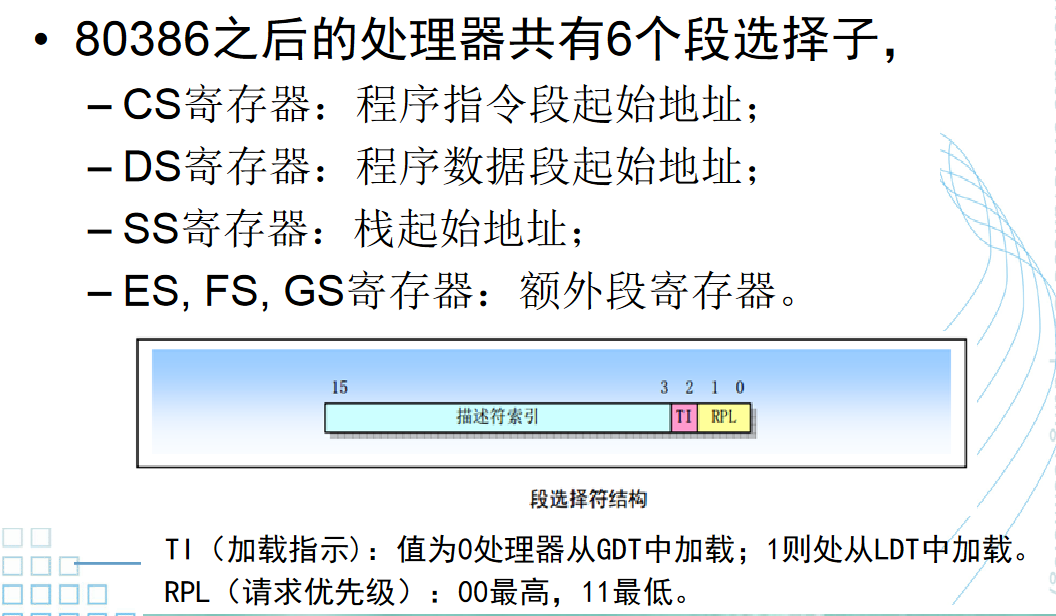 • 80386之后的处理器共有6个段选择子，
– CS寄存器：程序指令段起始地址；
– DS寄存器：程序数据段起始地址；
– SS寄存器：栈起始地址；
– ES, FS, GS寄存器：额外段寄存器。
15 3 2 1 0
描述符索引 TI RPL
段选择符结构
TI（加载指示）：值为0处理器从GDT中加载；1则处从LDT中加载。
RPL（请求优先级）：00最高，11最低。